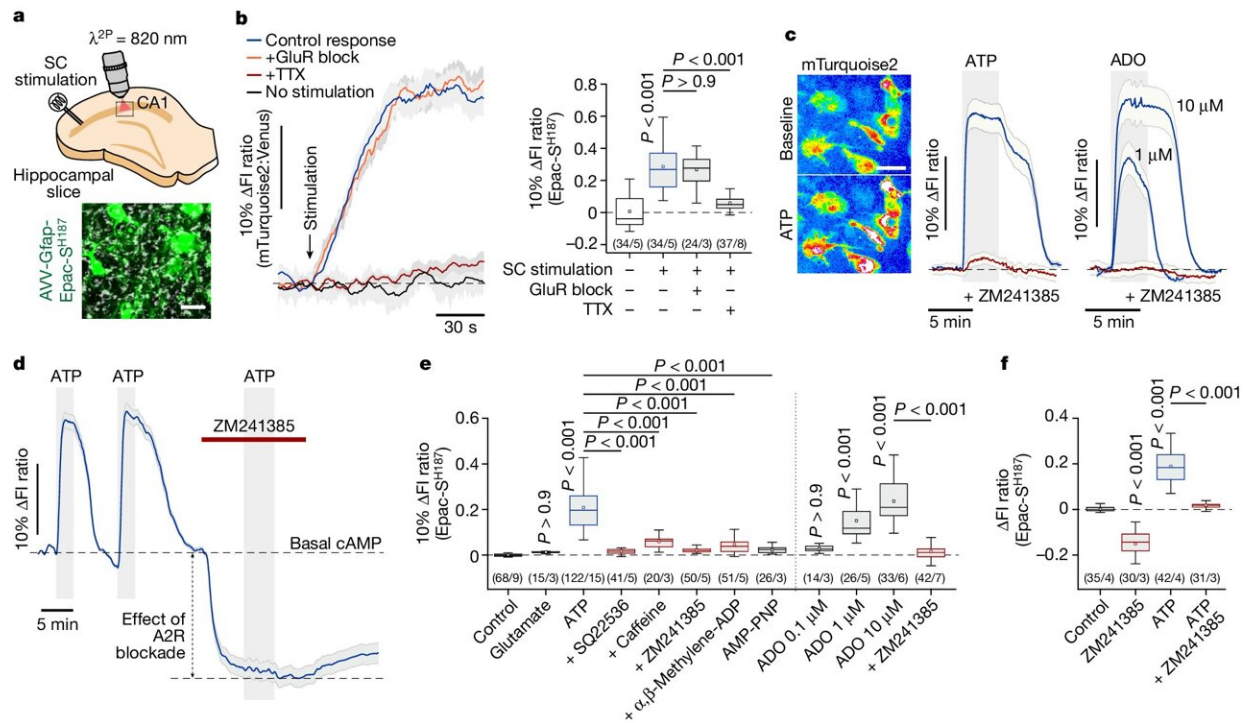 a
λ2P = 820 nm
SC
stimulation
CA1
Hippocampal
slice
AVV-Gfap-
Epac-SH187
b
Control response
+GluR block
+TTX
No stimulation
10% ΔFI ratio
(mTurquoise2:Venus)
Stimulation
30 s
10% ΔFI ratio
(Epac-SH187)
0.8
0.6
0.4
0.2
0
−0.2
P < 0.001
P < 0.001
P > 0.9
(34/5) (34/5) (24/3) (37/8)
SC stimulation − + + +
GluR block − − + −
TTX − − − +
c
mTurquoise2
Baseline
ATP
ATP
10% ΔFI ratio
+ ZM241385
5 min
ADO
10 μM
1 μM
10% ΔFI ratio
+ ZM241385
5 min
d
ATP
ATP
ATP
ZM241385
10% ΔFI ratio
Basal cAMP
5 min
Effect of
A2R
blockade
e
10% ΔFI ratio
(Epac-SH187)
0.6
0.4
0.2
0
P < 0.001
P < 0.001
P < 0.001
P < 0.001
P < 0.001
P > 0.9
P < 0.001
P > 0.9
P < 0.001
P < 0.001
P < 0.001
(68/9) (15/3) (122/15) (41/5) (20/3) (50/5) (51/5) (26/3) (14/3) (26/5) (33/6) (42/7)
Control
Glutamate
ATP
+ SQ22536
+ Caffeine
+ ZM241385
+ α,β-Methylene-ADP
AMP-PNP
ADO 0.1 μM
ADO 1 μM
ADO 10 μM
+ ZM241385
f
ΔFI ratio
(Epac-SH187)
0.4
0.2
0
−0.2
P < 0.001
P < 0.001
P < 0.001
(35/4) (30/3) (42/4) (31/3)
Control
ZM241385
ATP
ATP
+ ZM241385